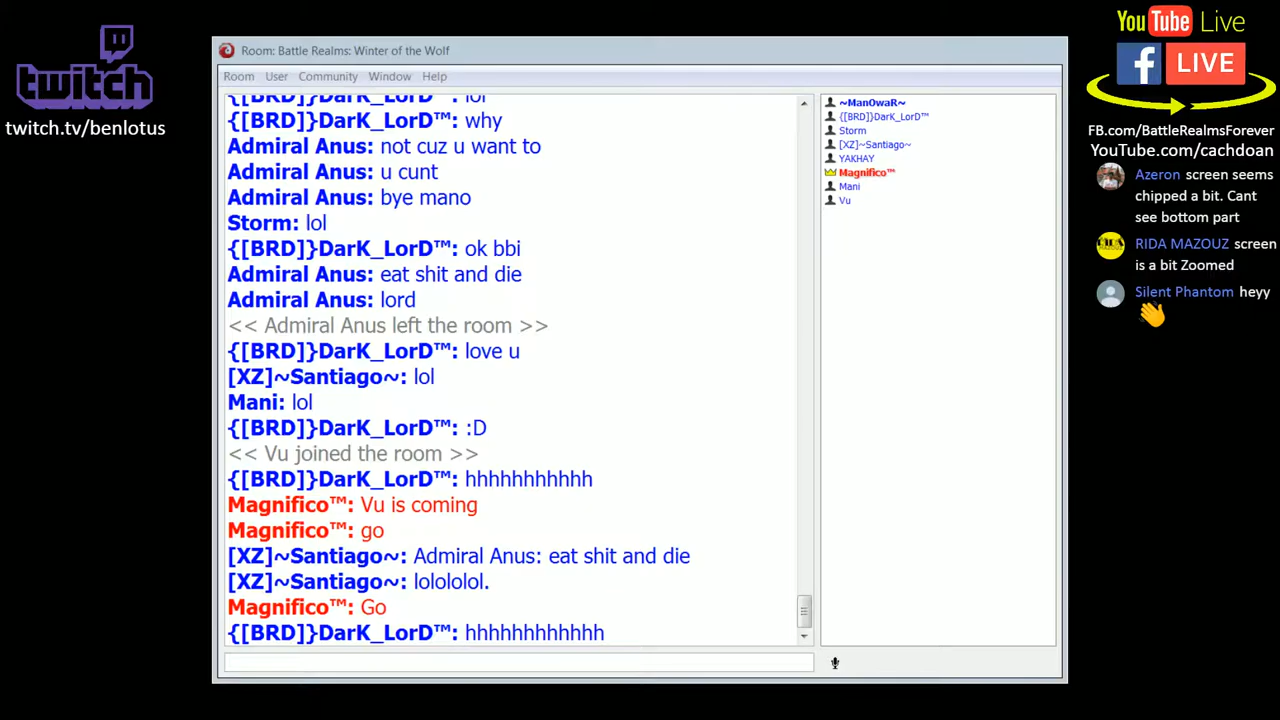 twitch
twitch.tv/benlotus
Room: Battle Realms: Winter of the Wolf
Room User Community Window Help
{[BRD]}DarK_LorD™: lol
{[BRD]}DarK_LorD™: why
Admiral Anus: not cuz u want to
Admiral Anus: u cunt
Admiral Anus: bye mano
Storm: lol
{[BRD]}DarK_LorD™: ok bbi
Admiral Anus: eat shit and die
Admiral Anus: lord
<< Admiral Anus left the room >>
{[BRD]}DarK_LorD™: love u
[XZ]~Santiago~: lol
Mani: lol
{[BRD]}DarK_LorD™: :D
<< Vu joined the room >>
{[BRD]}DarK_LorD™: hhhhhhhhhhh
Magnifico™: Vu is coming
Magnifico™: go
[XZ]~Santiago~: Admiral Anus: eat shit and die
[XZ]~Santiago~: lolololol.
Magnifico™: Go
{[BRD]}DarK_LorD™: hhhhhhhhhhhh
~ManOwaR~
{[BRD]}DarK_LorD™
Storm
[XZ]~Santiago~
YAKHAY
Magnifico™
Mani
Vu
YouTube Live
f LIVE
FB.com/BattleRealmsForever
YouTube.com/cachdoan
Azeron screen seems
chipped a bit. Cant
see bottom part
RIDA MAZOUZ screen
is a bit Zoomed
Silent Phantom heyy
👋